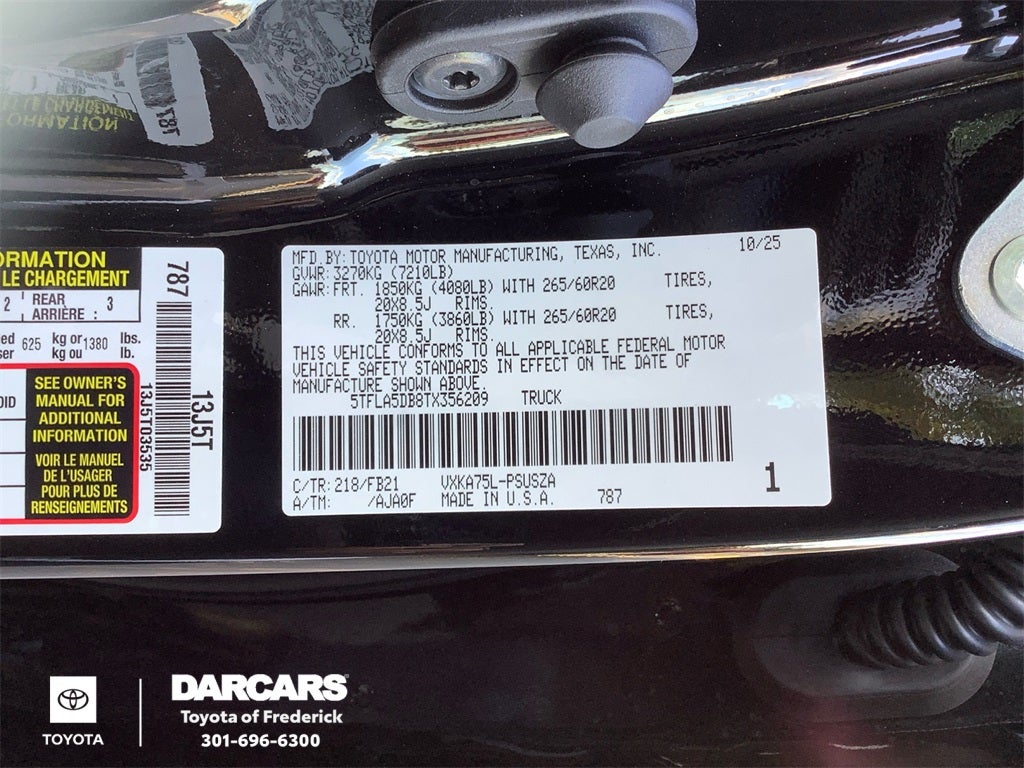 ORMATION
LE CHARGEMENT
2 REAR
ARRIÈRE : 3
625 kg or 1380 lbs.
kg ou lb.
SEE OWNER'S
MANUAL FOR
ADDITIONAL
INFORMATION
VOIR LE MANUEL
DE L'USAGER
POUR PLUS DE
RENSEIGNEMENTS
787
13J5T
13J5T03535
MFD.BY:TOYOTA MOTOR MANUFACTURING, TEXAS, INC. 10/25
GVWR:3270KG (7210LB)
GAWR:FRT. 1850KG (4080LB) WITH 265/60R20 TIRES,
20X8.5J RIMS.
RR. 1750KG (3860LB) WITH 265/60R20 TIRES,
20X8.5J RIMS.
THIS VEHICLE CONFORMS TO ALL APPLICABLE FEDERAL MOTOR
VEHICLE SAFETY STANDARDS IN EFFECT ON THE DATE OF
MANUFACTURE SHOWN ABOVE.
5TFLA5DB8TX356209 TRUCK
C/TR:218/FB21 VXKA75L-PSUSZA
A/TM: /AJA0F MADE IN U.S.A. 787
1
TOYOTA
DARCARS
Toyota of Frederick
301-696-6300